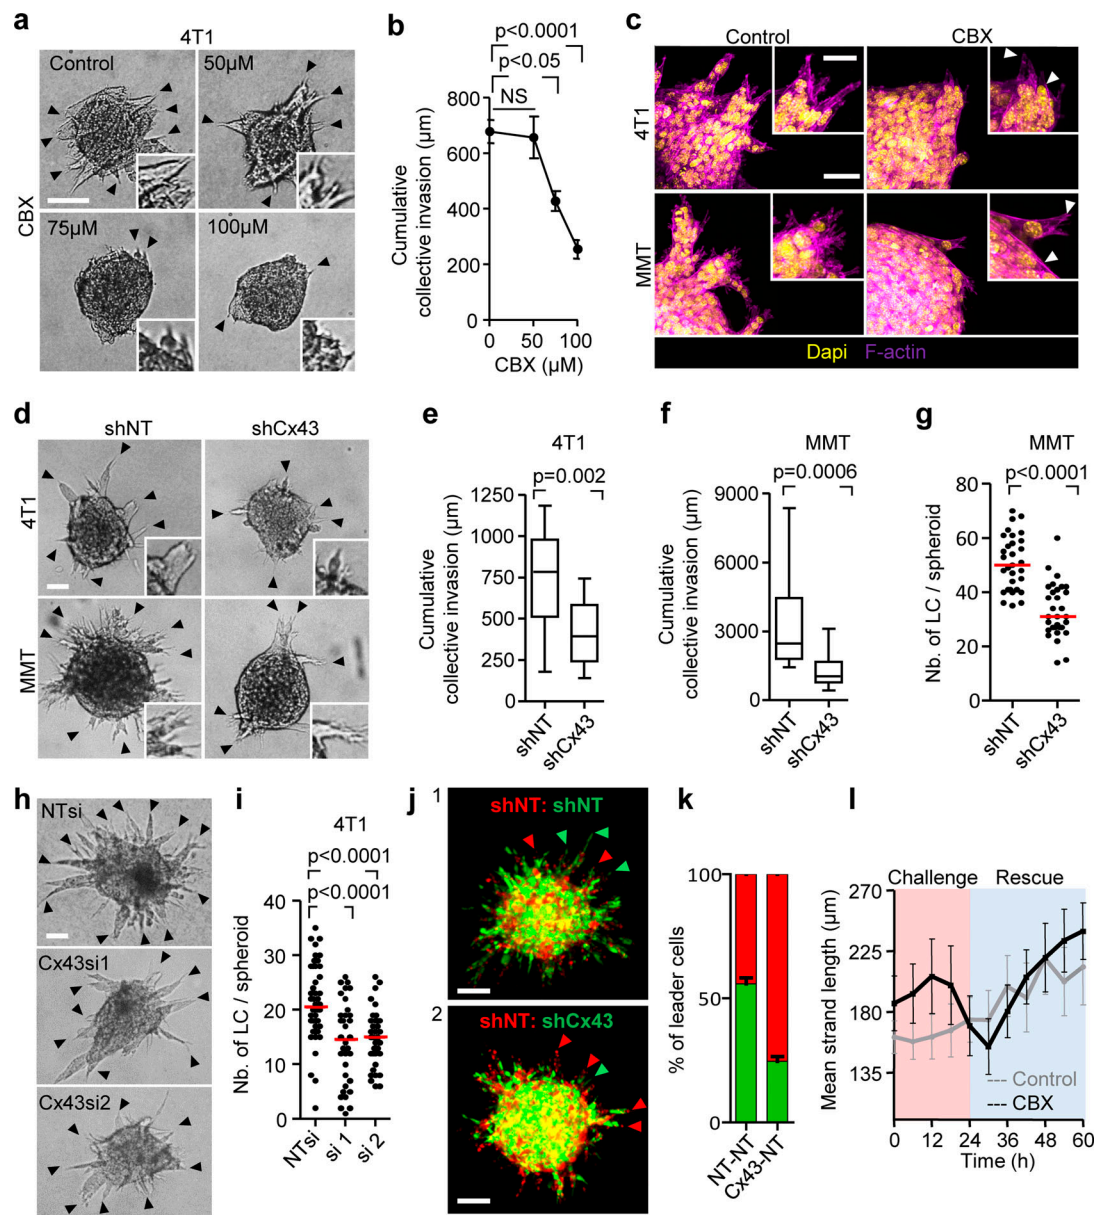 a
4T1
CBX
Control
50μM
75μM
100μM
b
p<0.0001
p<0.05
NS
Cumulative
collective invasion (μm)
800
600
400
200
0
0
50
100
CBX (μM)
c
Control
CBX
4T1
MMT
Dapi F-actin
d
shNT
shCx43
4T1
MMT
e
4T1
p=0.002
Cumulative
collective invasion (μm)
1250
1000
750
500
250
0
shNT
shCx43
f
MMT
p=0.0006
Cumulative
collective invasion (μm)
9000
6000
3000
0
shNT
shCx43
g
MMT
p<0.0001
Nb. of LC / spheroid
80
60
40
20
0
shNT
shCx43
h
NTsi
Cx43si1
Cx43si2
i
4T1
p<0.0001
p<0.0001
Nb. of LC / spheroid
40
30
20
10
0
NTsi
si 1
si 2
j
1
shNT: shNT
2
shNT: shCx43
k
% of leader cells
100
50
0
NT-NT
Cx43-NT
l
Challenge
Rescue
Mean strand length (μm)
270
225
180
135
Control
CBX
0
12
24
36
48
60
Time (h)